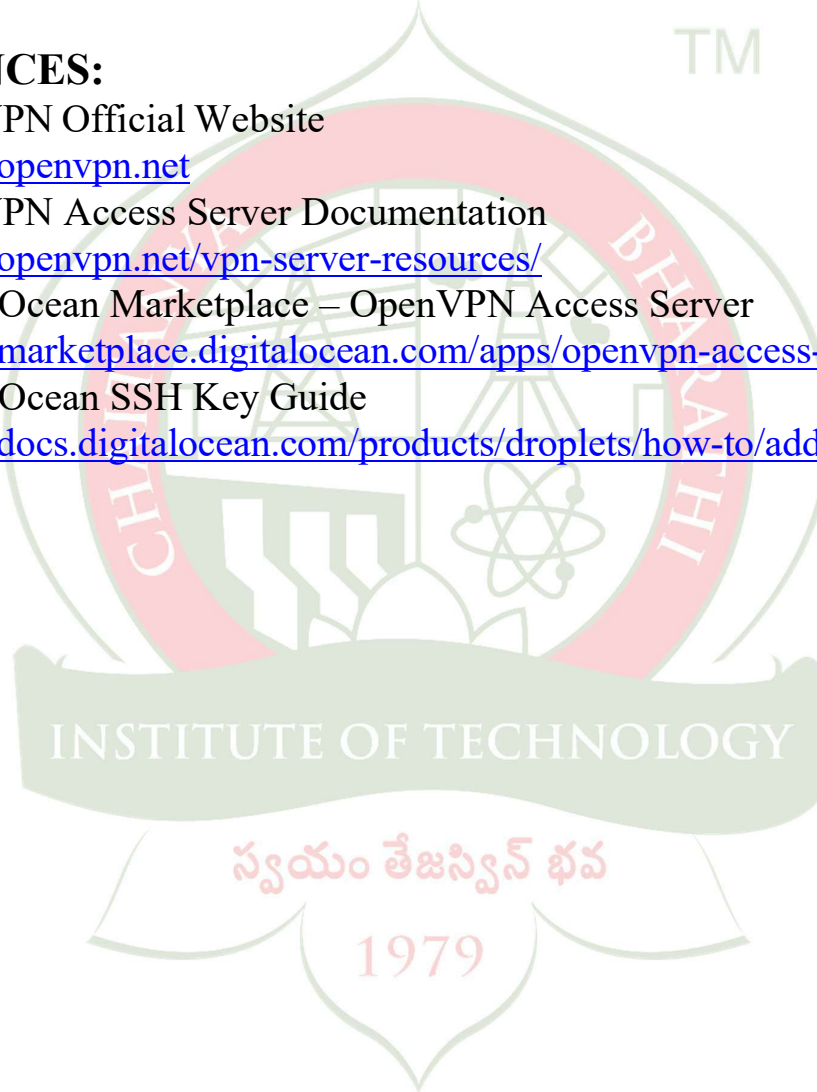 NCES:
VPN Official Website
openvpn.net
VPN Access Server Documentation
openvpn.net/vpn-server-resources/
Ocean Marketplace – OpenVPN Access Server
marketplace.digitalocean.com/apps/openvpn-access-
Ocean SSH Key Guide
docs.digitalocean.com/products/droplets/how-to/add
TM
CHAITANYA BHARATHI
INSTITUTE OF TECHNOLOGY
స్వయం తేజస్విన్ భవ
1979